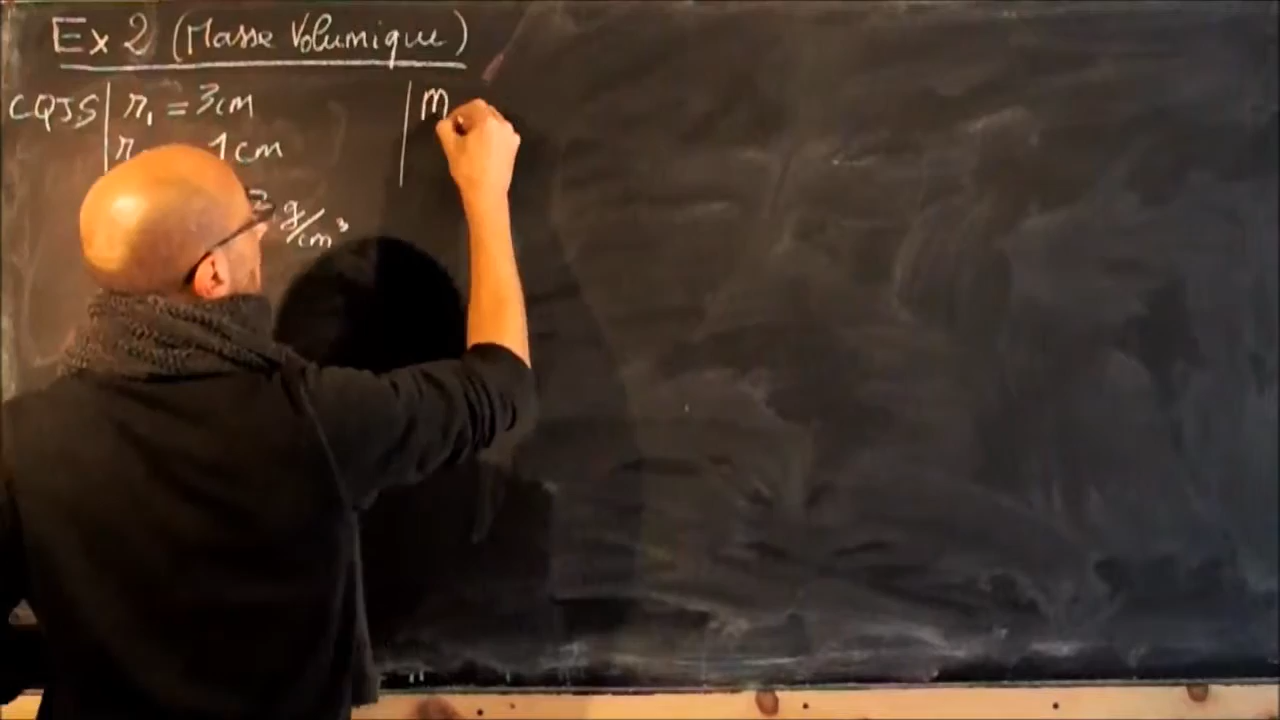 Ex 2 (Masse Volumique)
CQJS r₁ = 3cm
r 1cm
g/cm³
m